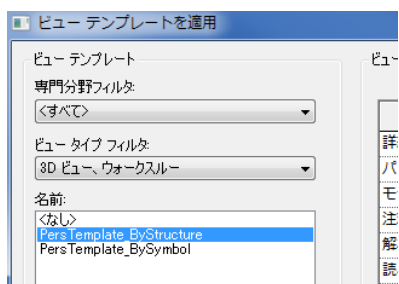 ビュー テンプレートを適用
ビュー テンプレート
専門分野フィルタ:
<すべて>
ビュー タイプ フィルタ:
3D ビュー、ウォークスルー
名前:
<なし>
PersTemplate_ByStructure
PersTemplate_BySymbol
ビュー
詳
パ
モ
注
解
読